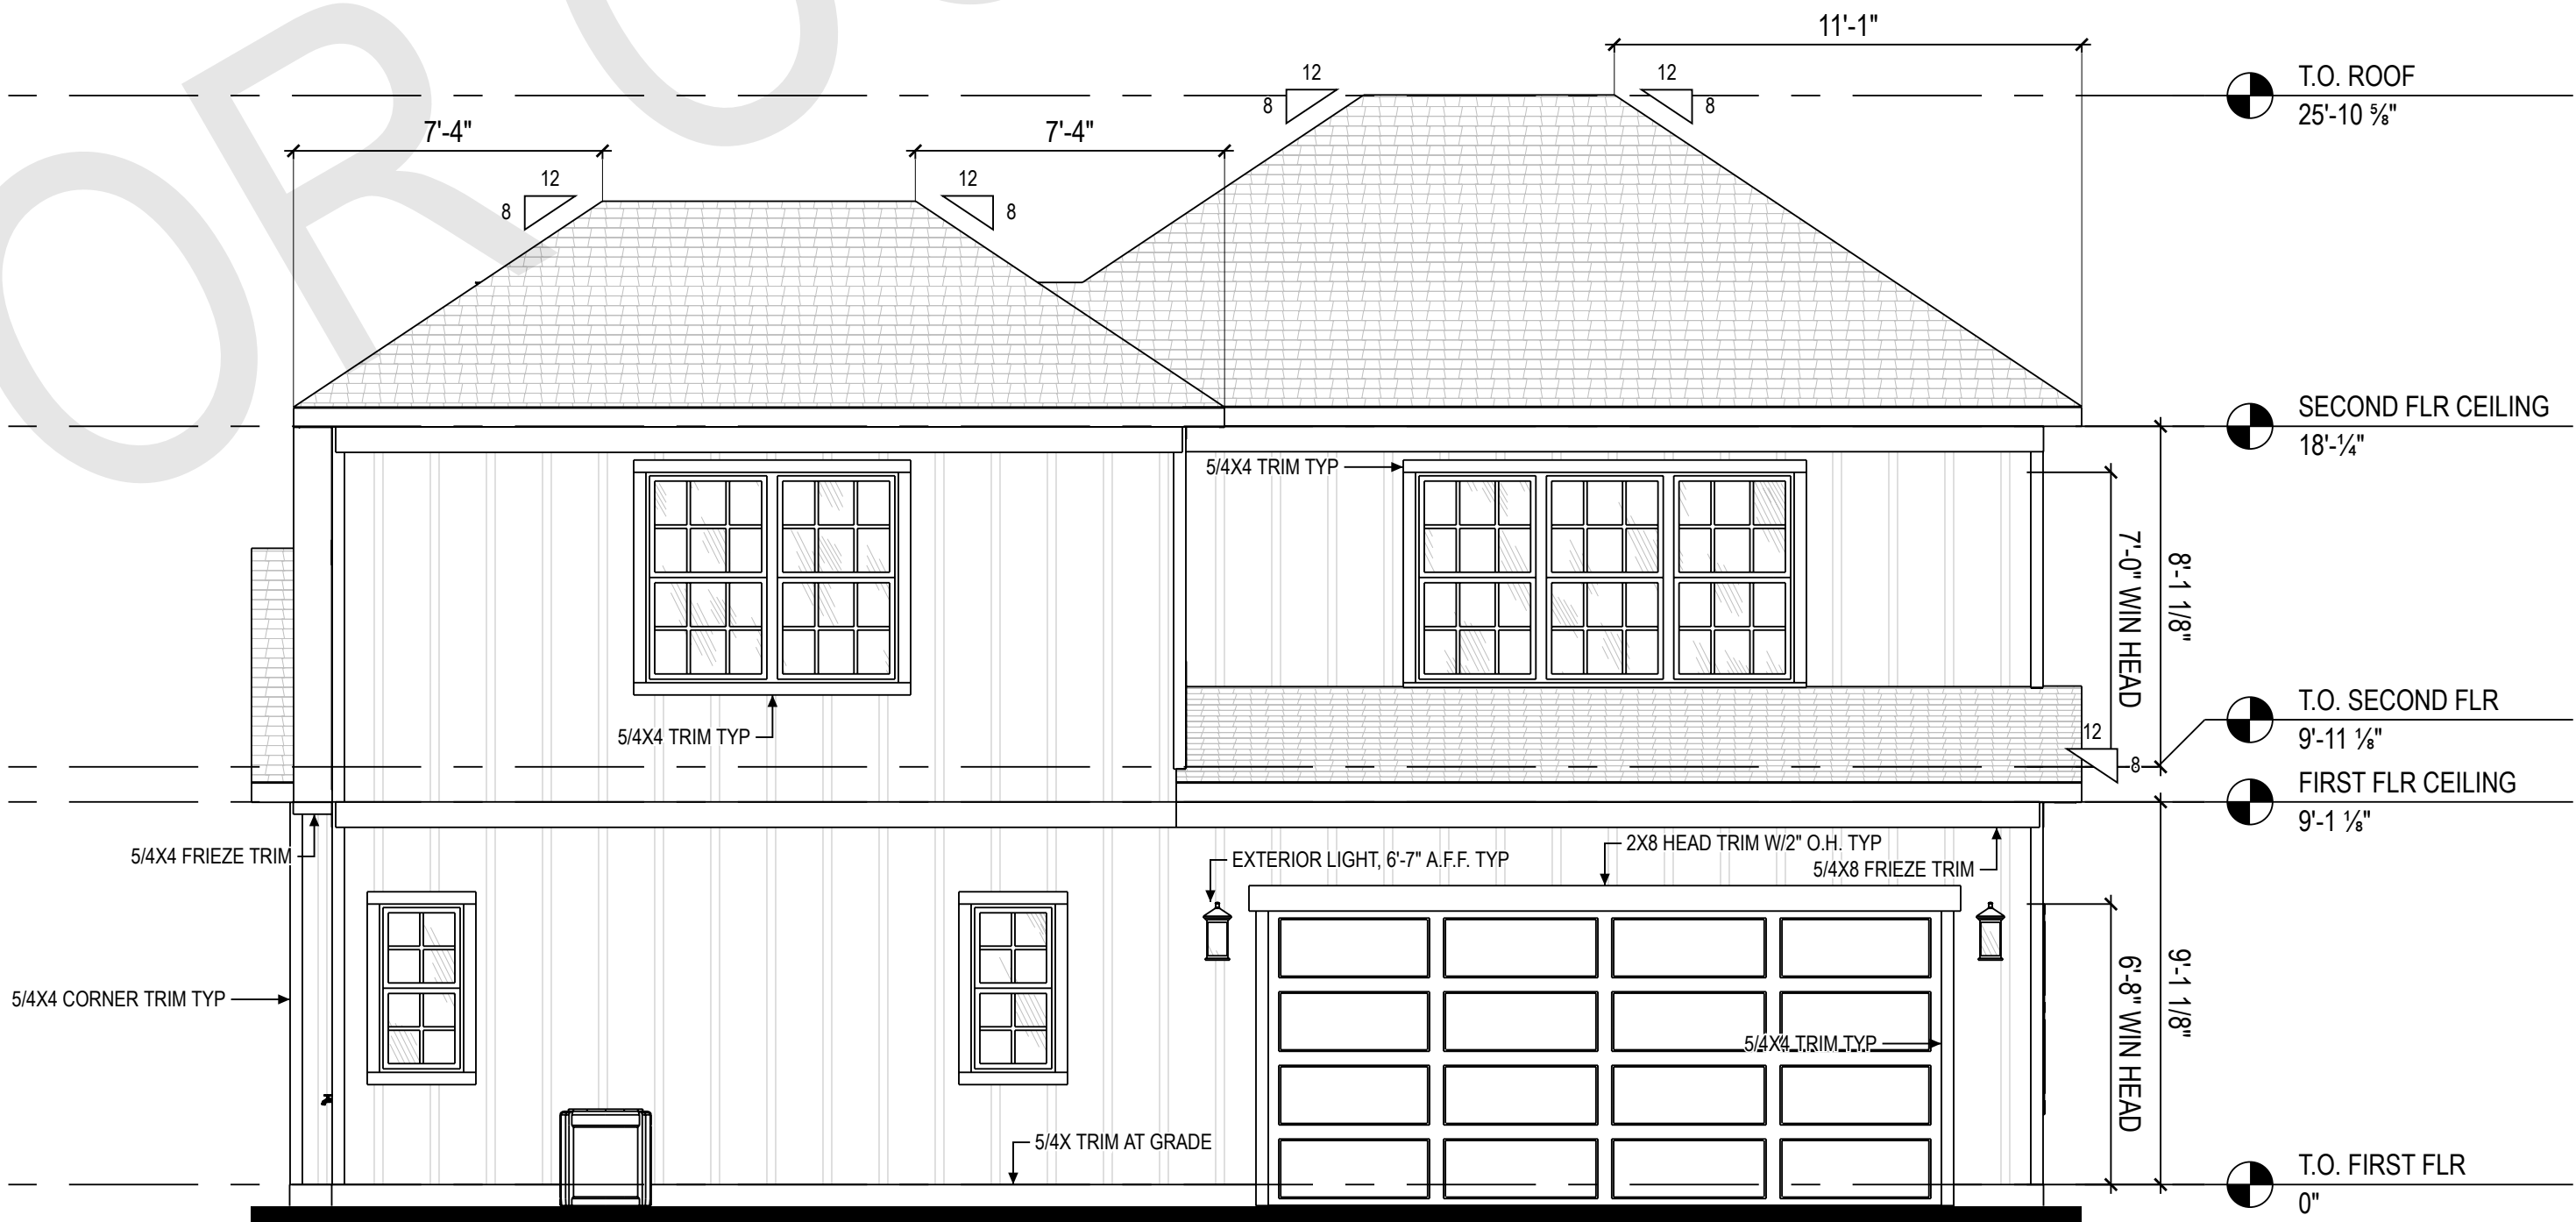 OR
11'-1"
12
8
12
8
T.O. ROOF
25'-10 ⅝"
7'-4"
7'-4"
12
8
12
8
SECOND FLR CEILING
18'-¼"
5/4X4 TRIM TYP
7'-0" WIN HEAD
8'-1 1/8"
5/4X4 TRIM TYP
T.O. SECOND FLR
9'-11 ⅛"
12
8
FIRST FLR CEILING
9'-1 ⅛"
5/4X4 FRIEZE TRIM
EXTERIOR LIGHT, 6'-7" A.F.F. TYP
2X8 HEAD TRIM W/2" O.H. TYP
5/4X8 FRIEZE TRIM
5/4X4 CORNER TRIM TYP
5/4X4 TRIM TYP
6'-8" WIN HEAD
9'-1 1/8"
5/4X TRIM AT GRADE
T.O. FIRST FLR
0"